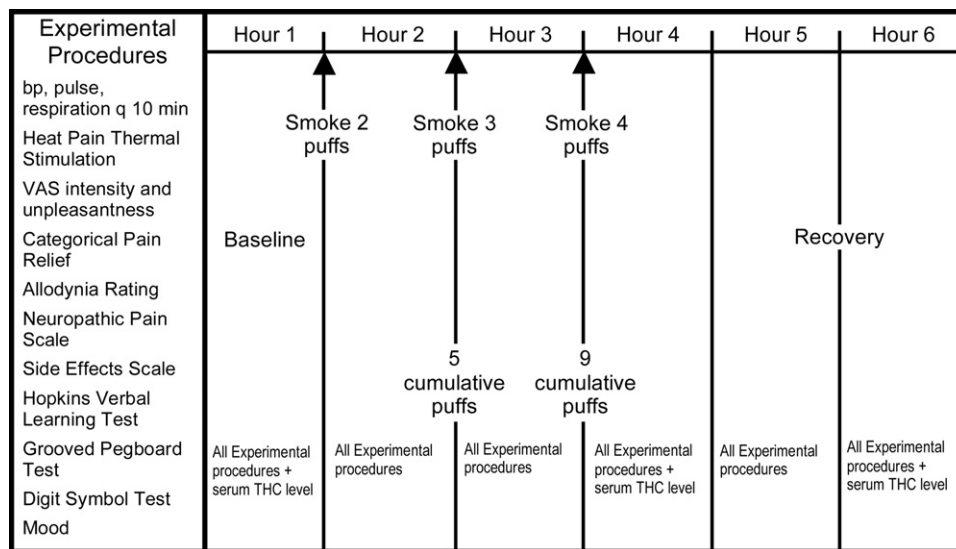 Experimental
Procedures
Hour 1
Hour 2
Hour 3
Hour 4
Hour 5
Hour 6
bp, pulse,
respiration q 10 min
Heat Pain Thermal
Stimulation
VAS intensity and
unpleasantness
Categorical Pain
Relief
Allodynia Rating
Neuropathic Pain
Scale
Side Effects Scale
Hopkins Verbal
Learning Test
Grooved Pegboard
Test
Digit Symbol Test
Mood
Smoke 2
puffs
Smoke 3
puffs
Smoke 4
puffs
Baseline
Recovery
5
cumulative
puffs
9
cumulative
puffs
All Experimental
procedures +
serum THC level
All Experimental
procedures
All Experimental
procedures
All Experimental
procedures +
serum THC level
All Experimental
procedures
All Experimental
procedures +
serum THC level